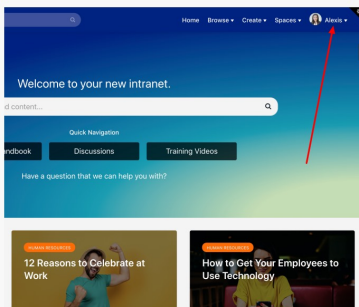 Home Browse ▾ Create ▾ Spaces ▾ Alexis ▾
Welcome to your new intranet.
d content...
Quick Navigation
andbook Discussions Training Videos
Have a question that we can help you with?
HUMAN RESOURCES
12 Reasons to Celebrate at
Work
HUMAN RESOURCES
How to Get Your Employees to
Use Technology